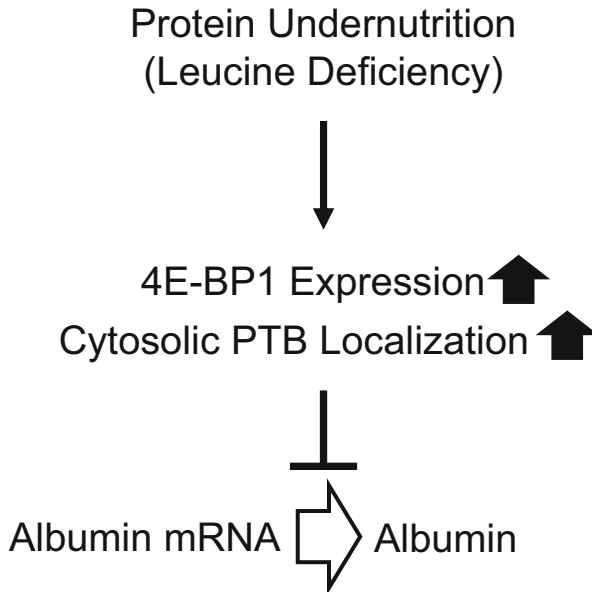 Protein Undernutrition
(Leucine Deficiency)
4E-BP1 Expression
Cytosolic PTB Localization
Albumin mRNA Albumin